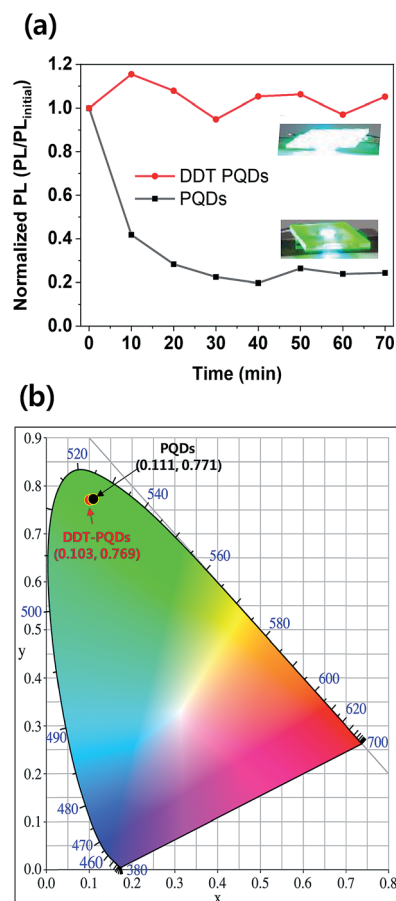 (a)
Normalized PL (PL/PLinitial)
1.2
1.0
0.8
0.6
0.4
0.2
0.0
DDT PQDs
PQDs
0 10 20 30 40 50 60 70
Time (min)
(b)
0.9
0.8
0.7
0.6
0.5
y
0.4
0.3
0.2
0.1
0.0
520
PQDs
(0.111, 0.771)
540
DDT-PQDs
(0.103, 0.769)
560
500
580
600
620
490
700
480
470
460
380
0.0 0.1 0.2 0.3 0.4 0.5 0.6 0.7 0.8
x